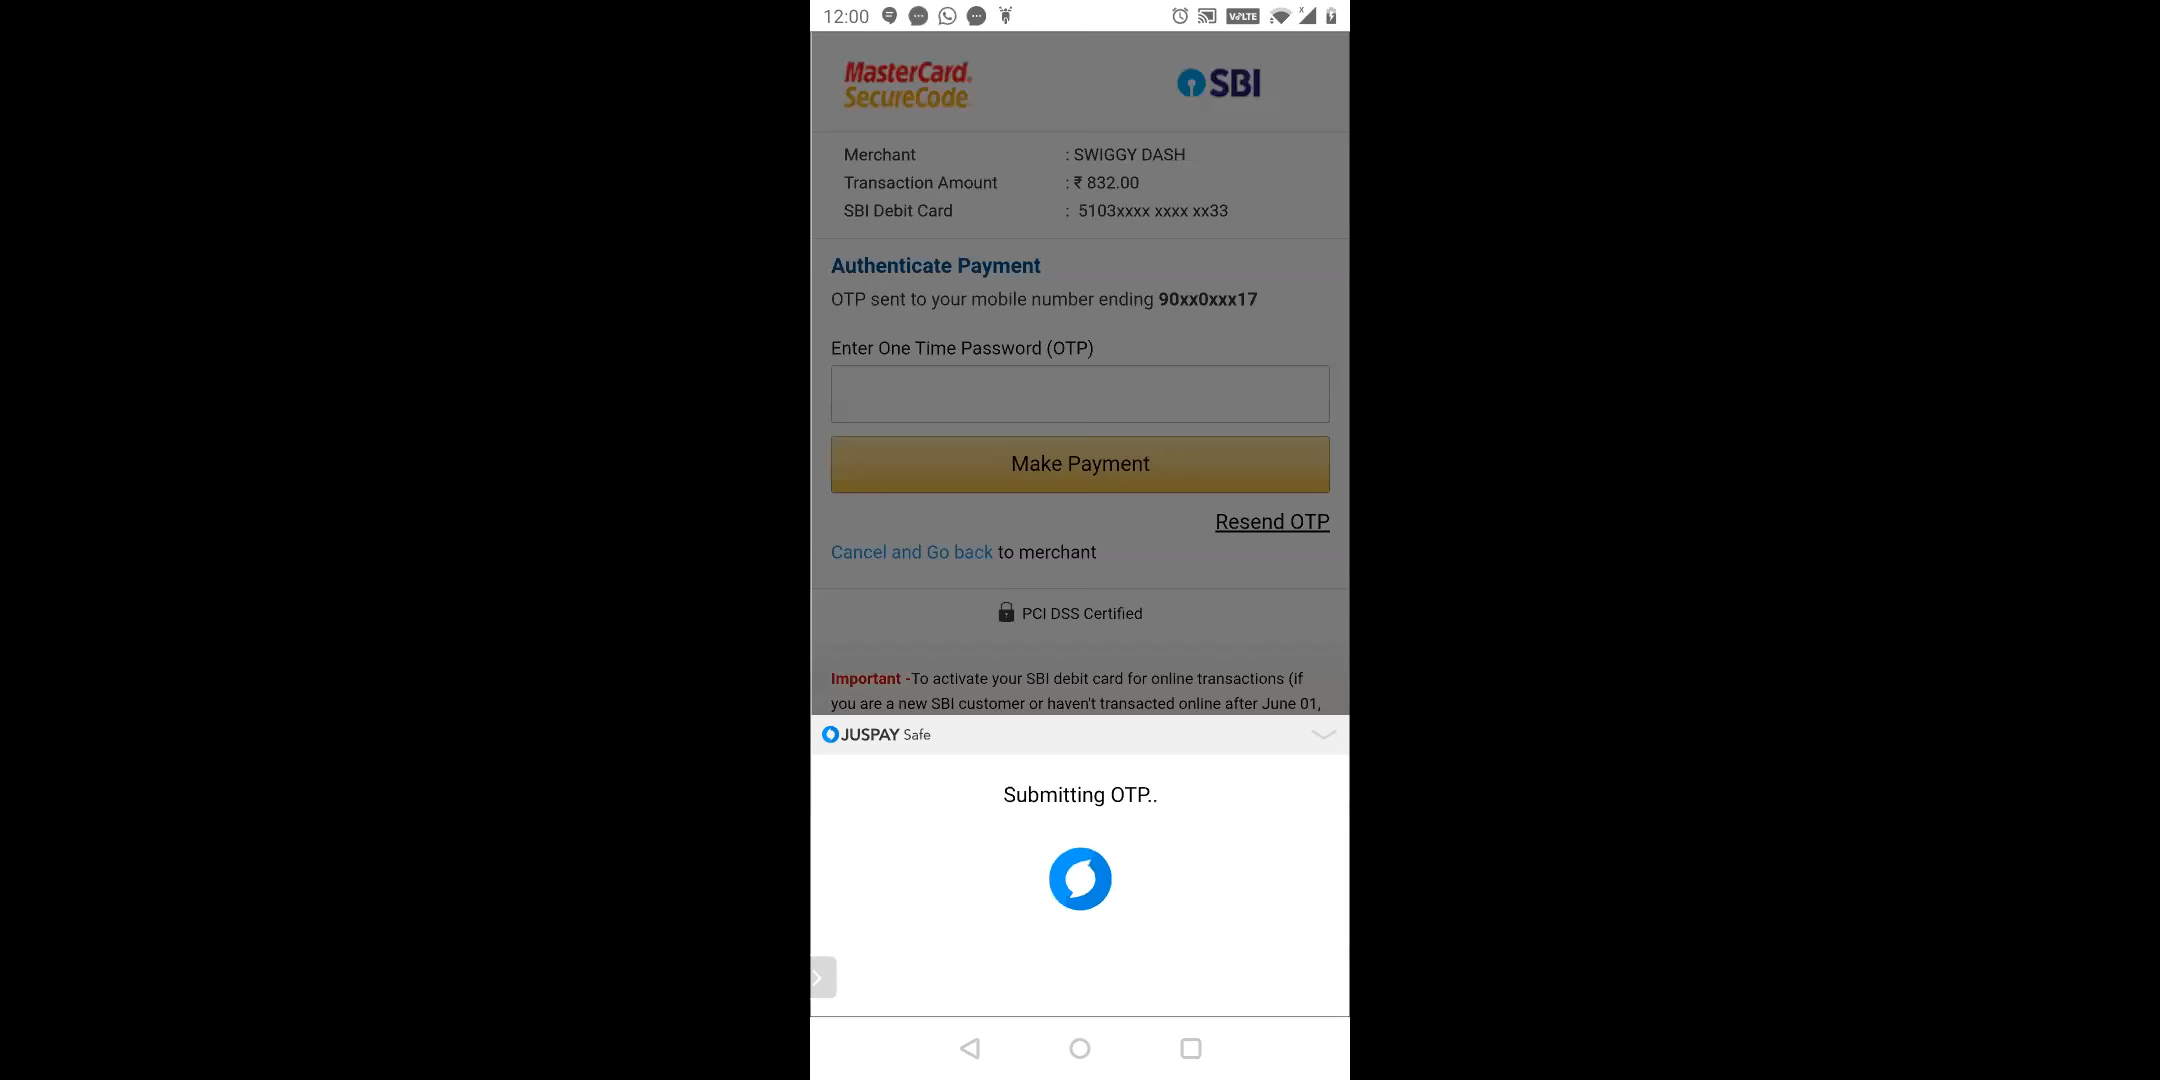 12:00 VoLTE x
MasterCard. SecureCode
SBI
Merchant : SWIGGY DASH
Transaction Amount : ₹ 832.00
SBI Debit Card : 5103xxxx xxxx xx33
Authenticate Payment
OTP sent to your mobile number ending 90xx0xxx17
Enter One Time Password (OTP)
Make Payment
Resend OTP
Cancel and Go back to merchant
PCI DSS Certified
Important -To activate your SBI debit card for online transactions (if
you are a new SBI customer or haven't transacted online after June 01,
JUSPAY Safe
Submitting OTP..